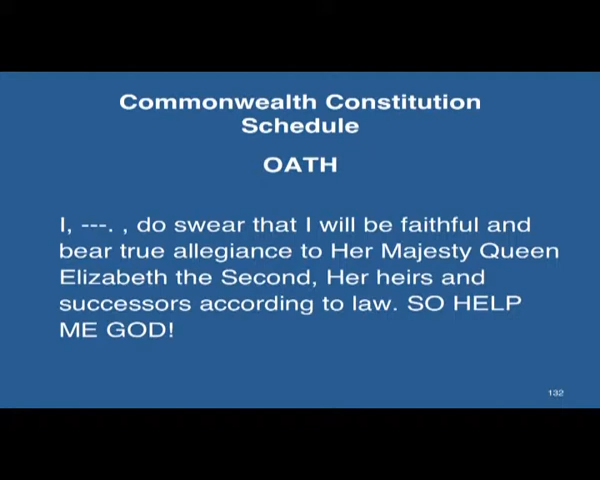 Commonwealth Constitution
Schedule
OATH
I, ---. , do swear that I will be faithful and
bear true allegiance to Her Majesty Queen
Elizabeth the Second, Her heirs and
successors according to law. SO HELP
ME GOD!
132